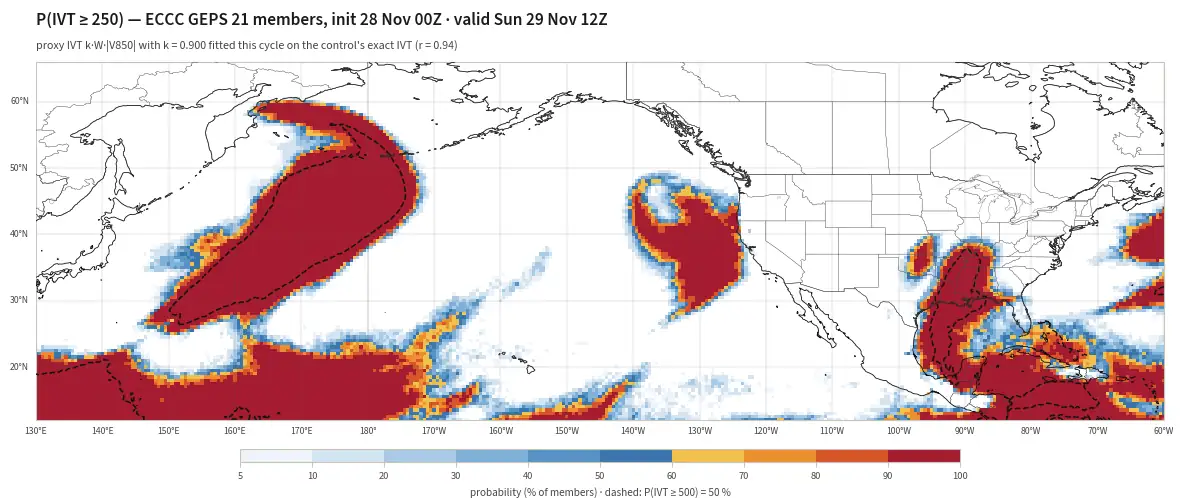 P(IVT ≥ 250) — ECCC GEPS 21 members, init 28 Nov 00Z · valid Sun 29 Nov 12Z
proxy IVT k·W·|V850| with k = 0.900 fitted this cycle on the control's exact IVT (r = 0.94)
60°N
50°N
40°N
30°N
20°N
130°E 140°E 150°E 160°E 170°E 180° 170°W 160°W 150°W 140°W 130°W 120°W 110°W 100°W 90°W 80°W 70°W 60°W
5 10 20 30 40 50 60 70 80 90 100
probability (% of members) · dashed: P(IVT ≥ 500) = 50 %